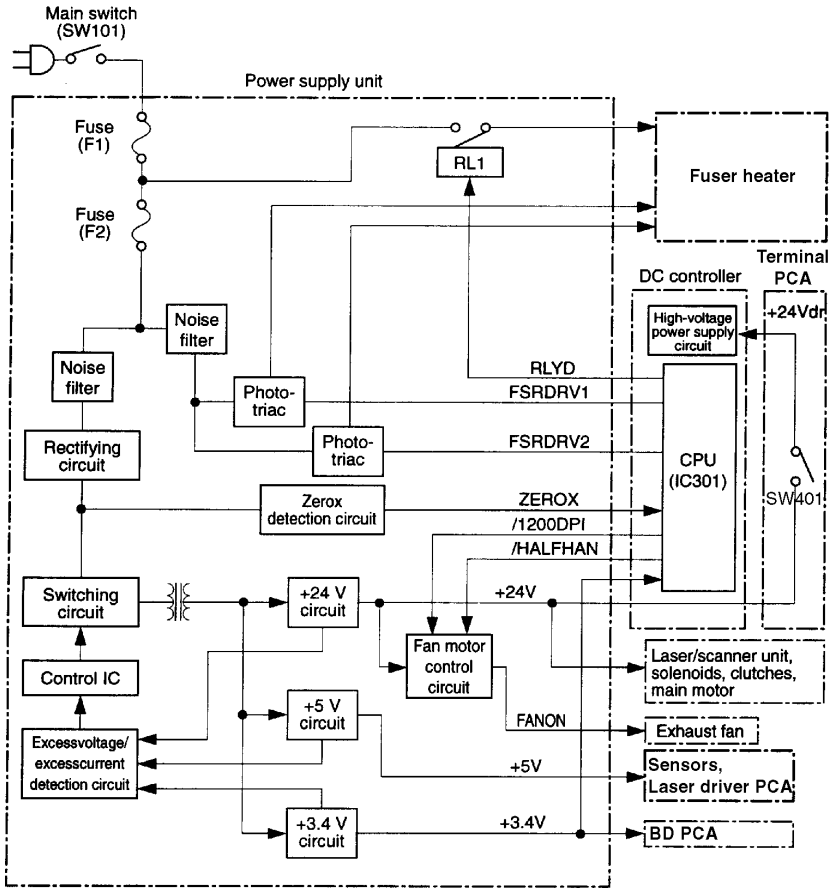 Main switch
(SW101)
Power supply unit
Fuse
(F1)
RL1
Fuser heater
Fuse
(F2)
Terminal
PCA
DC controller
+24Vdr
High-voltage
power supply
circuit
Noise
filter
Noise
filter
RLYD
Photo-
triac
FSRDRV1
Photo-
triac
FSRDRV2
CPU
(IC301)
Rectifying
circuit
SW401
Zerox
detection circuit
ZEROX
/1200DPI
/HALFHAN
Switching
circuit
+24 V
circuit
+24V
Fan motor
control
circuit
Laser/scanner unit,
solenoids, clutches,
main motor
Control IC
+5 V
circuit
FANON
Exhaust fan
Excessvoltage/
excesscurrent
detection circuit
+5V
Sensors,
Laser driver PCA
+3.4 V
circuit
+3.4V
BD PCA